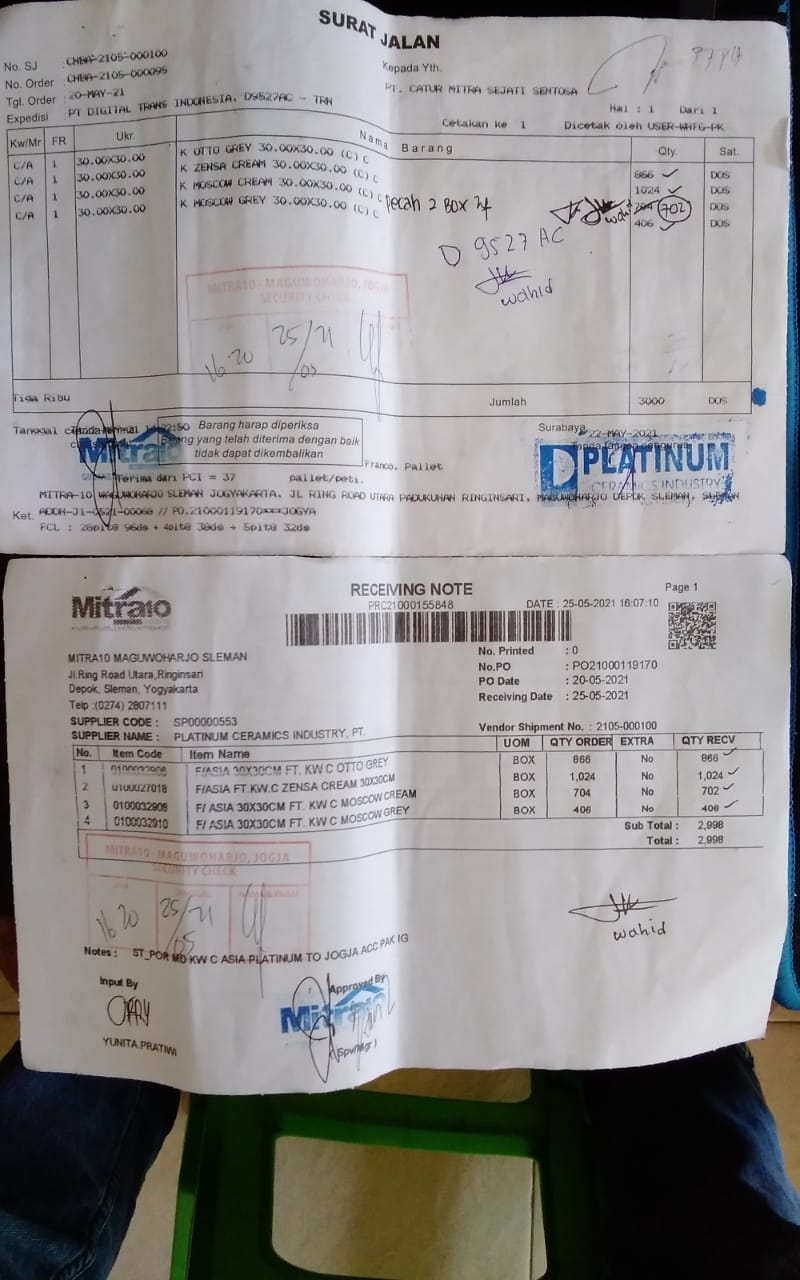 SURAT JALAN
No. SJ : CHBA-2105-000100
No. Order : CHBA-2105-000095
Tgl. Order : 20-MAY-21
Expedisi PT DIGITAL TRANS INDONESIA, D9527AC - TRN
Kepada Yth.
PT. CATUR MITRA SEJATI SENTOSA
Hal : 1 Dari 1
Cetakan ke 1 Dicetak oleh USER-WHFG-PK
Kw/Mr FR Ukr. Nama Barang Qty. Sat.
C/A 1 30.00X30.00 K OTTO GREY 30.00X30.00 (C) C 866 DOS
C/A 1 30.00X30.00 K ZENSA CREAM 30.00X30.00 (C) C 1024 DOS
C/A 1 30.00X30.00 K MOSCOW CREAM 30.00X30.00 (C) C 704 702 DOS
C/A 1 30.00X30.00 K MOSCOW GREY 30.00X30.00 (C) C 406 DOS
Pecah 2 Box
wahid
D 9527 AC
wahid
MITRA10 - MAGUWOHARJO, JOGJA
SECURITY CHECK
16 20 25/05/21
Tiga Ribu Jumlah 3000 DOS
Barang harap diperiksa
Barang yang telah diterima dengan baik
tidak dapat dikembalikan
Surabaya, 22-MAY-2021
Mitra10
PLATINUM
CERAMICS INDUSTRY
Franco, Pallet
Terima dari PCI = 37 pallet/peti.
MITRA-10 MAGUWOHARJO SLEMAN JOGYAKARTA, JL RING ROAD UTARA PADUKUHAN RINGINSARI, MAGUWOHARJO DEPOK, SLEMAN, SLEMAN
Ket. ADDH-J1-0521-00068 // PO.21000119170===JOGYA
FCL : 28pltd 96ds + 4pltd 38ds + 5pltd 32ds
Mitra10
RECEIVING NOTE
PRC21000155848
Page 1
DATE : 25-05-2021 16:07:10
MITRA10 MAGUWOHARJO SLEMAN
Jl.Ring Road Utara,Ringinsari
Depok, Sleman, Yogyakarta
Telp :(0274) 2807111
SUPPLIER CODE : SP00000553
SUPPLIER NAME : PLATINUM CERAMICS INDUSTRY, PT.
No. Printed : 0
No.PO : PO21000119170
PO Date : 20-05-2021
Receiving Date : 25-05-2021
Vendor Shipment No. : 2105-000100
No. Item Code Item Name UOM QTY ORDER EXTRA QTY RECV
1 0100032906 F/ASIA 30X30CM FT. KW C OTTO GREY BOX 866 No 866
2 0100027018 F/ASIA FT.KW.C ZENSA CREAM 30X30CM BOX 1,024 No 1,024
3 0100032908 F/ ASIA 30X30CM FT. KW C MOSCOW CREAM BOX 704 No 702
4 0100032910 F/ ASIA 30X30CM FT. KW C MOSCOW GREY BOX 406 No 406
Sub Total : 2,998
Total : 2,998
MITRA10 - MAGUWOHARJO, JOGJA
SECURITY CHECK
16 20 25/05/21
wahid
Notes : ST_POR MD KW C ASIA PLATINUM TO JOGJA ACC PAK IG
Input By
Approved By
Mitra10
YUNITA.PRATIWI
(Spv/Mgr )